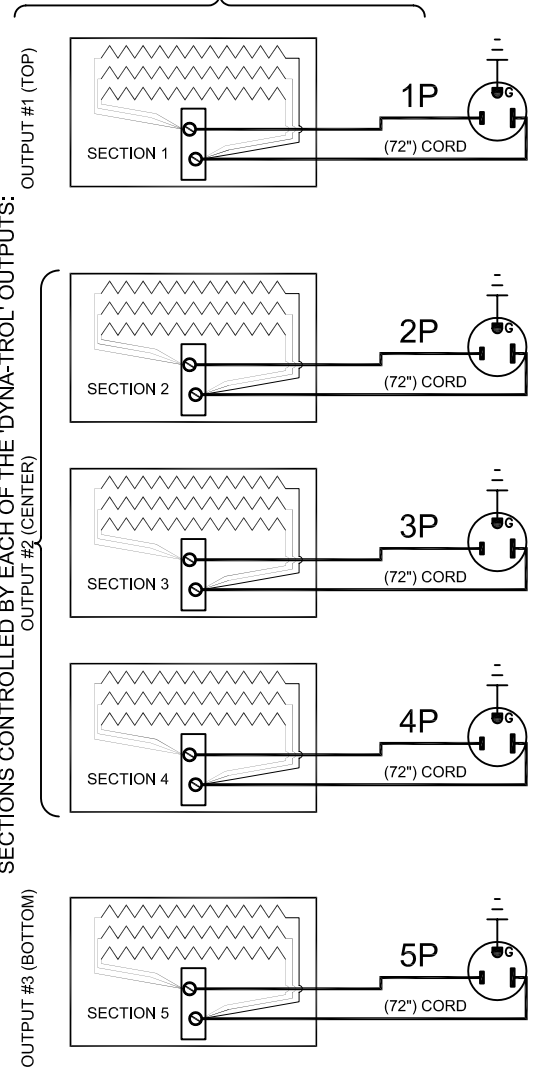 SECTIONS CONTROLLED BY EACH OF THE 'DYNA-TROL' OUTPUTS:
OUTPUT #1 (TOP)
SECTION 1
1P
(72") CORD
G
OUTPUT #2 (CENTER)
SECTION 2
2P
(72") CORD
G
SECTION 3
3P
(72") CORD
G
SECTION 4
4P
(72") CORD
G
OUTPUT #3 (BOTTOM)
SECTION 5
5P
(72") CORD
G